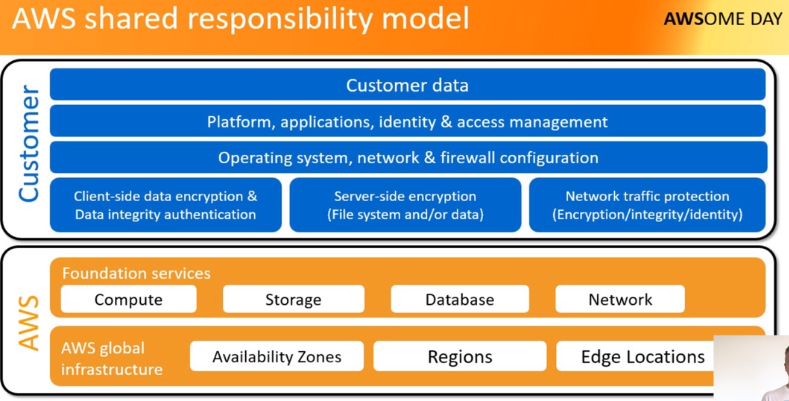 AWS shared responsibility model
AWSOME DAY
Customer
Customer data
Platform, applications, identity & access management
Operating system, network & firewall configuration
Client-side data encryption &
Data integrity authentication
Server-side encryption
(File system and/or data)
Network traffic protection
(Encryption/integrity/identity)
AWS
Foundation services
Compute
Storage
Database
Network
AWS global
infrastructure
Availability Zones
Regions
Edge Locations